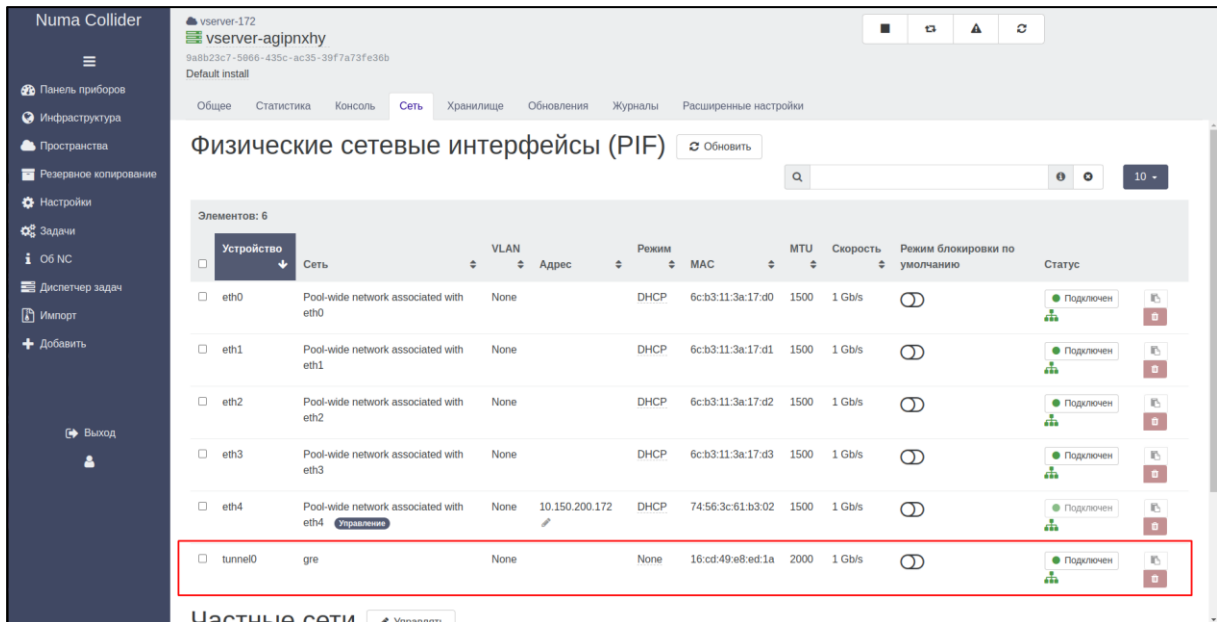 Numa Collider
Панель приборов
Инфраструктура
Пространства
Резервное копирование
Настройки
Задачи
Об NC
Диспетчер задач
Импорт
Добавить
Выход
vserver-172
vserver-agipnxhy
9a8b23c7-5066-435c-ac35-39f7a73fe36b
Default install
Общее Статистика Консоль Сеть Хранилище Обновления Журналы Расширенные настройки
Физические сетевые интерфейсы (PIF) Обновить
10
Элементов: 6
Устройство Сеть VLAN Адрес Режим MAC MTU Скорость Режим блокировки по умолчанию Статус
eth0 Pool-wide network associated with eth0 None DHCP 6c:b3:11:3a:17:d0 1500 1 Gb/s Подключен
eth1 Pool-wide network associated with eth1 None DHCP 6c:b3:11:3a:17:d1 1500 1 Gb/s Подключен
eth2 Pool-wide network associated with eth2 None DHCP 6c:b3:11:3a:17:d2 1500 1 Gb/s Подключен
eth3 Pool-wide network associated with eth3 None DHCP 6c:b3:11:3a:17:d3 1500 1 Gb/s Подключен
eth4 Pool-wide network associated with eth4 Управление None 10.150.200.172 DHCP 74:56:3c:61:b3:02 1500 1 Gb/s Подключен
tunnel0 gre None None 16:cd:49:e8:ed:1a 2000 1 Gb/s Подключен
Частные сети Управлять